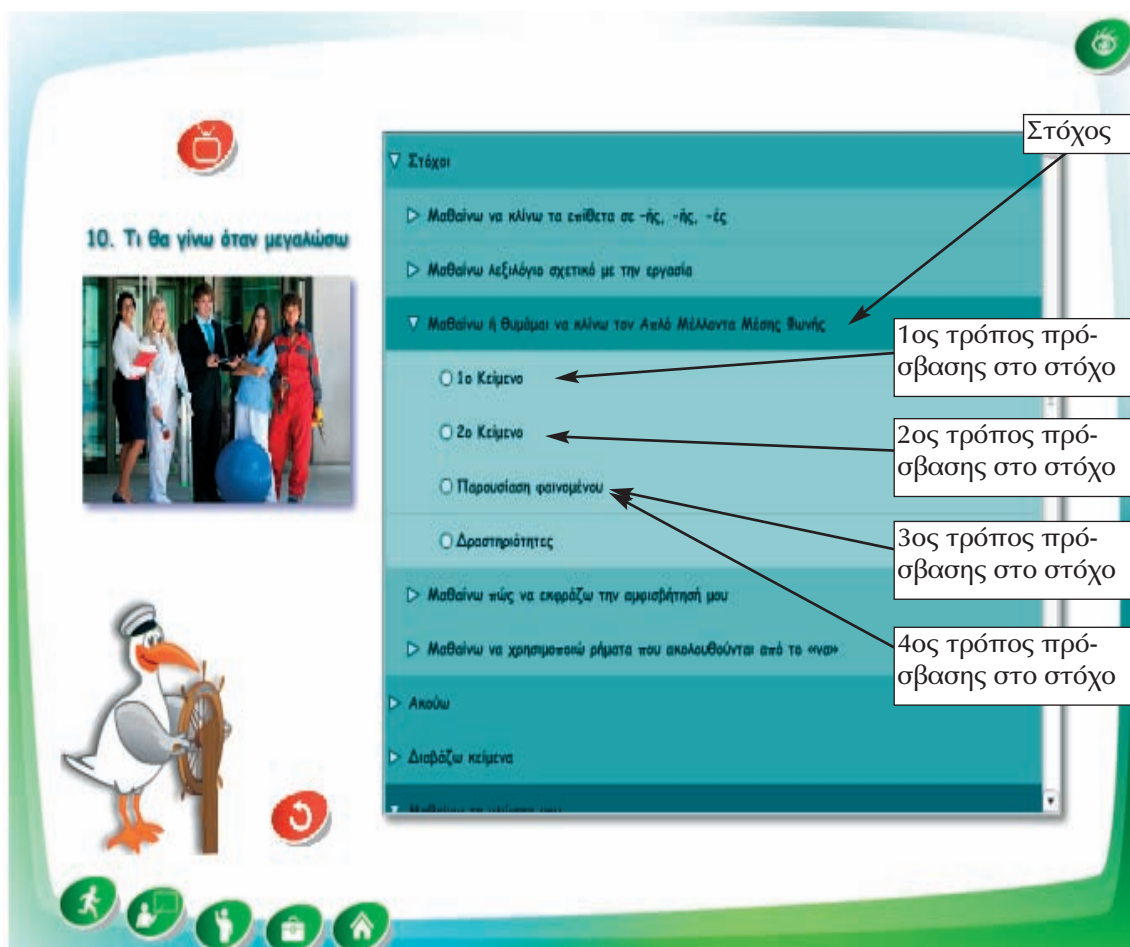 Στόχος
Στόχοι
Μαθαίνω να κλίνω τα επίθετα σε -ής, -ής, -ές
10. Τι θα γίνω όταν μεγαλώσω
Μαθαίνω λεξιλόγιο σχετικό με την εργασία
Μαθαίνω ή θυμάμαι να κλίνω τον Απλό Μέλλοντα Μέσης Φωνής
1ος τρόπος πρό-
σβασης στο στόχο
1ο Κείμενο
2ο Κείμενο
2ος τρόπος πρό-
σβασης στο στόχο
Παρουσίαση φαινομένου
3ος τρόπος πρό-
σβασης στο στόχο
Δραστηριότητες
Μαθαίνω πώς να εκφράζω την αμφισβήτησή μου
4ος τρόπος πρό-
σβασης στο στόχο
Μαθαίνω να χρησιμοποιώ ρήματα που ακολουθούνται από το «να»
Ακούω
Διαβάζω κείμενα